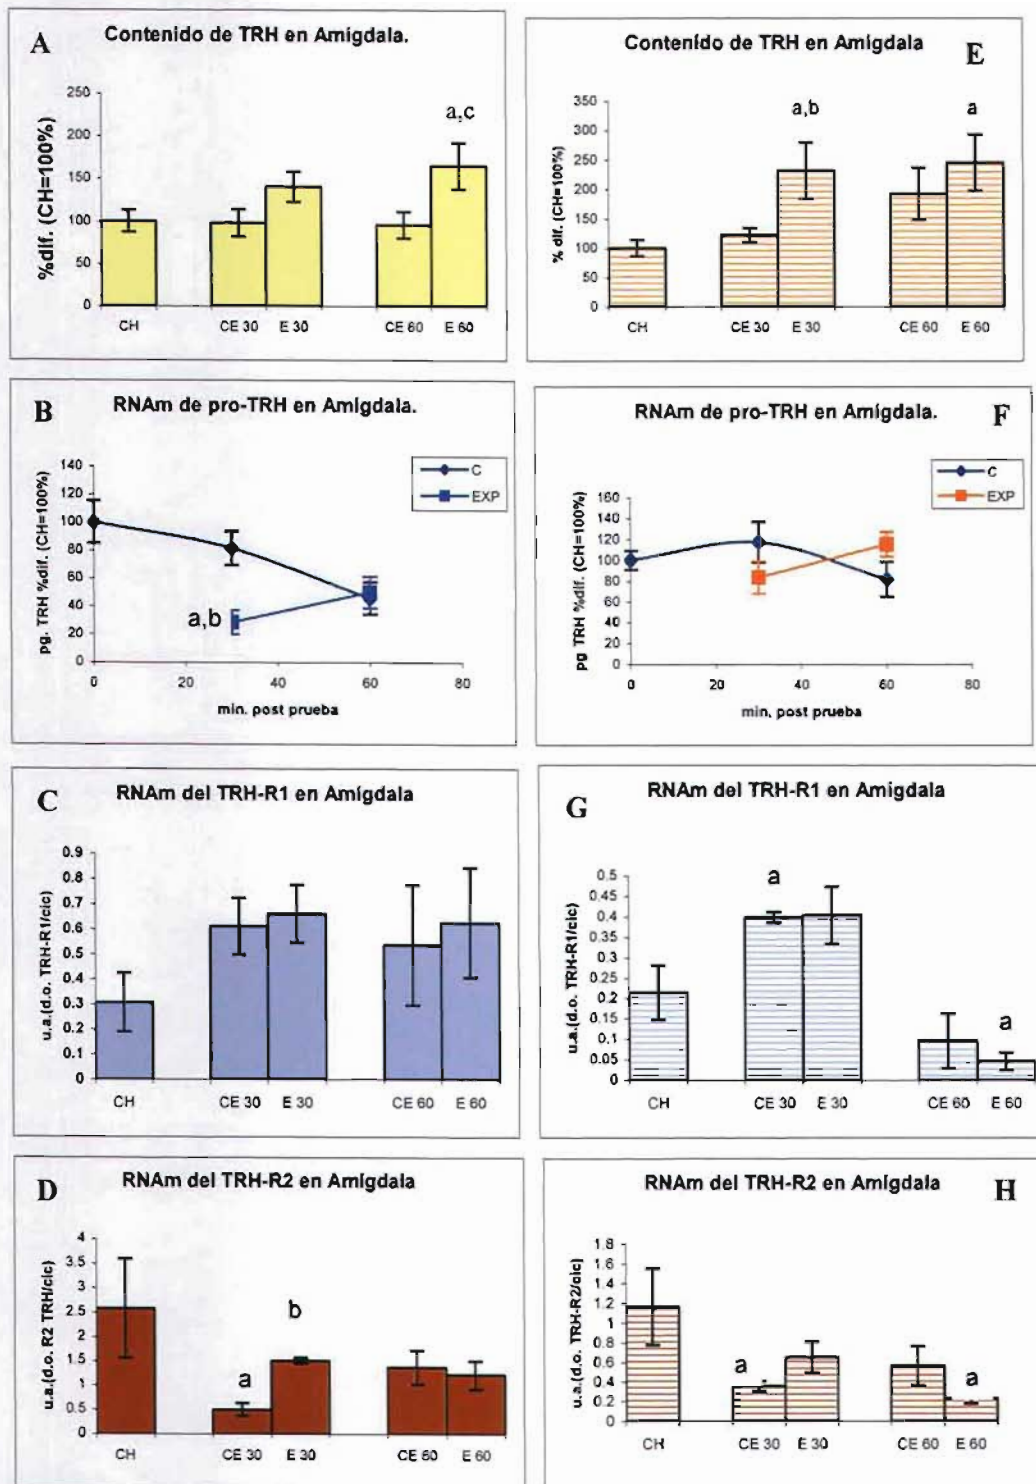 A
Contenido de TRH en Amígdala.
%dif. (CH=100%)
250
200
150
100
50
0
a,c
CH
CE 30
E 30
CE 60
E 60
E
Contenido de TRH en Amígdala
% dif. (CH=100%)
350
300
250
200
150
100
50
0
a,b
a
CH
CE 30
E 30
CE 60
E 60
B
RNAm de pro-TRH en Amígdala.
pg. TRH %dif. (CH=100%)
140
120
100
80
60
40
20
0
C
EXP
a,b
0
20
40
60
80
min. post prueba
F
RNAm de pro-TRH en Amígdala.
pg TRH %dif. (CH=100%)
160
140
120
100
80
60
40
20
0
C
EXP
0
20
40
60
80
min. post prueba
C
RNAm del TRH-R1 en Amígdala
u.a.(d.o. TRH-R1/cic)
0.9
0.8
0.7
0.6
0.5
0.4
0.3
0.2
0.1
0
CH
CE 30
E 30
CE 60
E 60
G
RNAm del TRH-R1 en Amigdala
u.a.(d.o. TRH-R1/cic)
0.5
0.45
0.4
0.35
0.3
0.25
0.2
0.15
0.1
0.05
0
a
a
CH
CE 30
E 30
CE 60
E 60
D
RNAm del TRH-R2 en Amígdala
u.a.(d.o. R2 TRH/cic)
4
3.5
3
2.5
2
1.5
1
0.5
0
a
b
CH
CE 30
E 30
CE 60
E 60
H
RNAm del TRH-R2 en Amígdala
u.a.(d.o. TRH-R2/cic)
1.8
1.6
1.4
1.2
1
0.8
0.6
0.4
0.2
0
a
a
CH
CE 30
E 30
CE 60
E 60